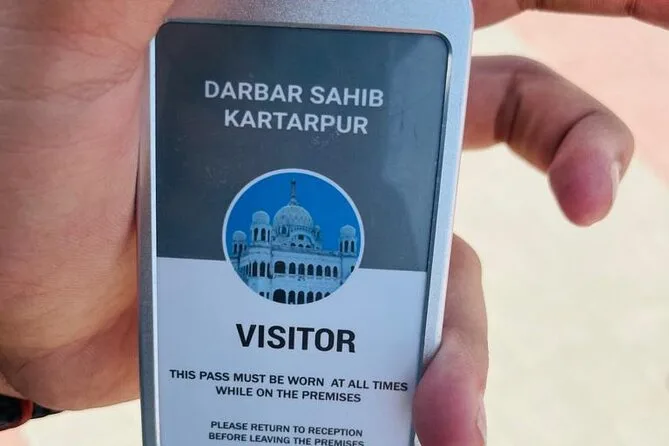 DARBAR SAHIB
KARTARPUR
VISITOR
THIS PASS MUST BE WORN AT ALL TIMES
WHILE ON THE PREMISES
PLEASE RETURN TO RECEPTION
BEFORE LEAVING THE PREMISES